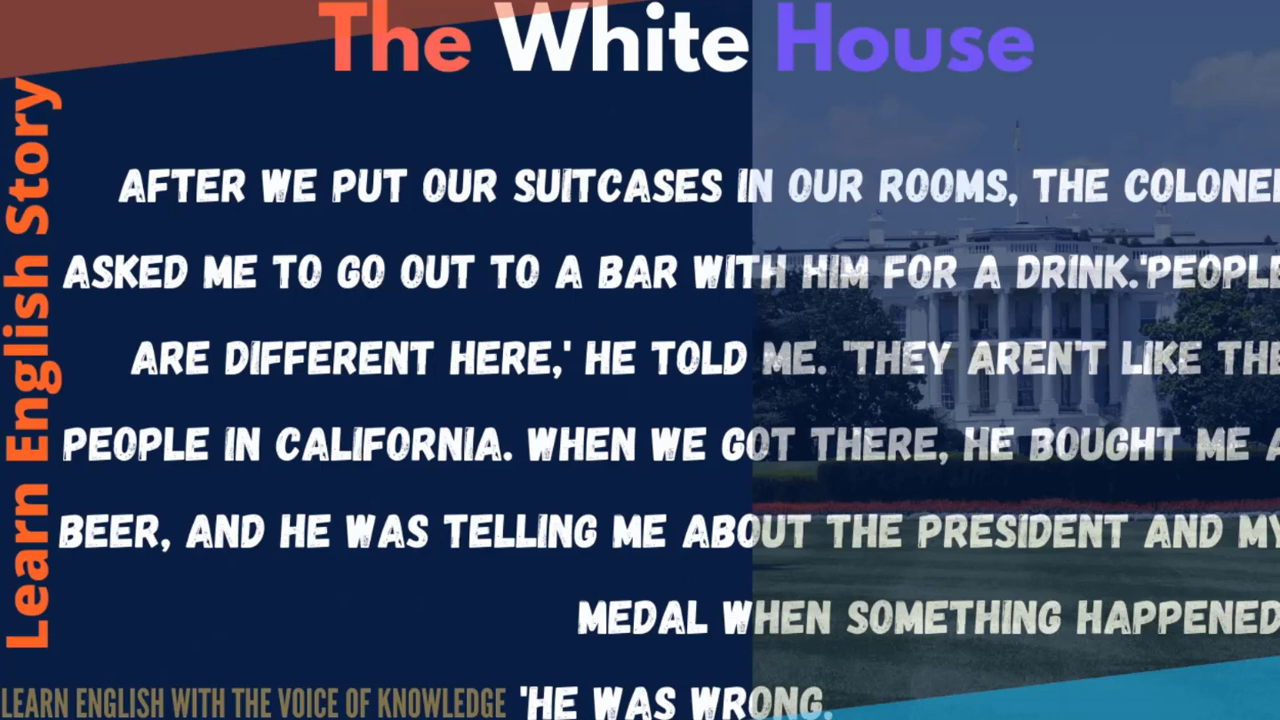 The White House
Learn English Story
AFTER WE PUT OUR SUITCASES IN OUR ROOMS, THE COLONEL
ASKED ME TO GO OUT TO A BAR WITH HIM FOR A DRINK.'PEOPLE
ARE DIFFERENT HERE,' HE TOLD ME. 'THEY AREN'T LIKE THE
PEOPLE IN CALIFORNIA. WHEN WE GOT THERE, HE BOUGHT ME A
BEER, AND HE WAS TELLING ME ABOUT THE PRESIDENT AND MY
MEDAL WHEN SOMETHING HAPPENED
'HE WAS WRONG.
LEARN ENGLISH WITH THE VOICE OF KNOWLEDGE